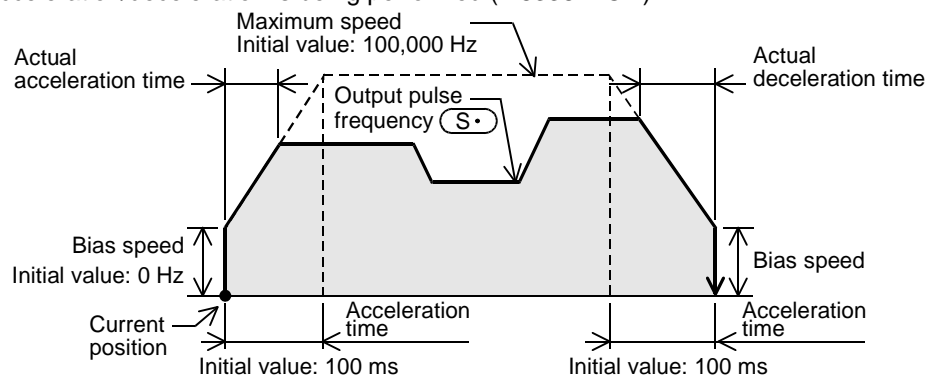 Maximum speed
Initial value: 100,000 Hz
Actual
acceleration time
Actual
deceleration time
Output pulse
frequency S•
Bias speed
Initial value: 0 Hz
Bias speed
Current
position
Acceleration
time
Initial value: 100 ms
Acceleration
time
Initial value: 100 ms